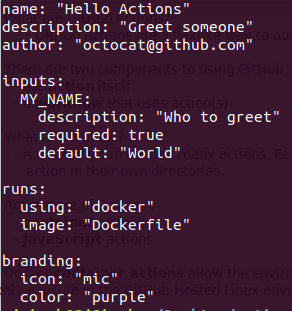 name: "Hello Actions"
description: "Greet someone"
author: "octocat@github.com"
inputs:
MY_NAME:
description: "Who to greet"
required: true
default: "World"
runs:
using: "docker"
image: "Dockerfile"
branding:
icon: "mic"
color: "purple"